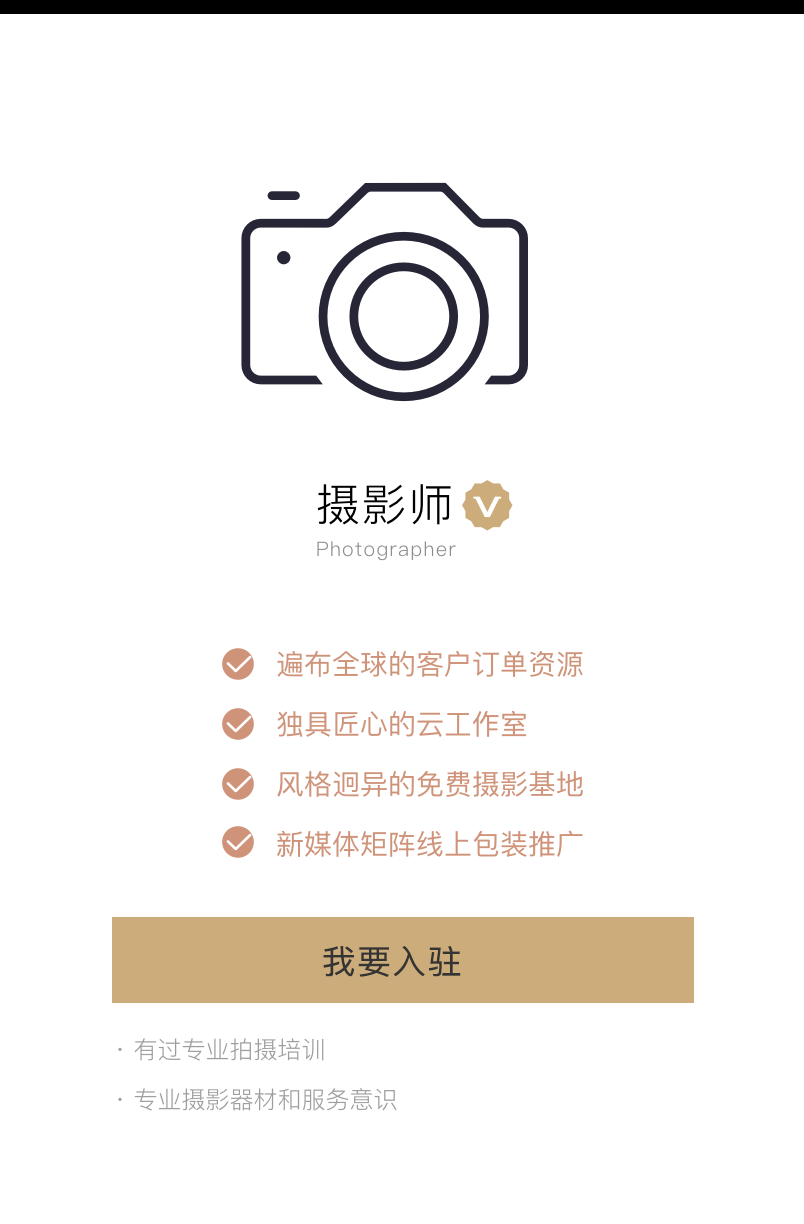 摄影师 V
Photographer
遍布全球的客户订单资源
独具匠心的云工作室
风格迥异的免费摄影基地
新媒体矩阵线上包装推广
我要入驻
· 有过专业拍摄培训
· 专业摄影器材和服务意识